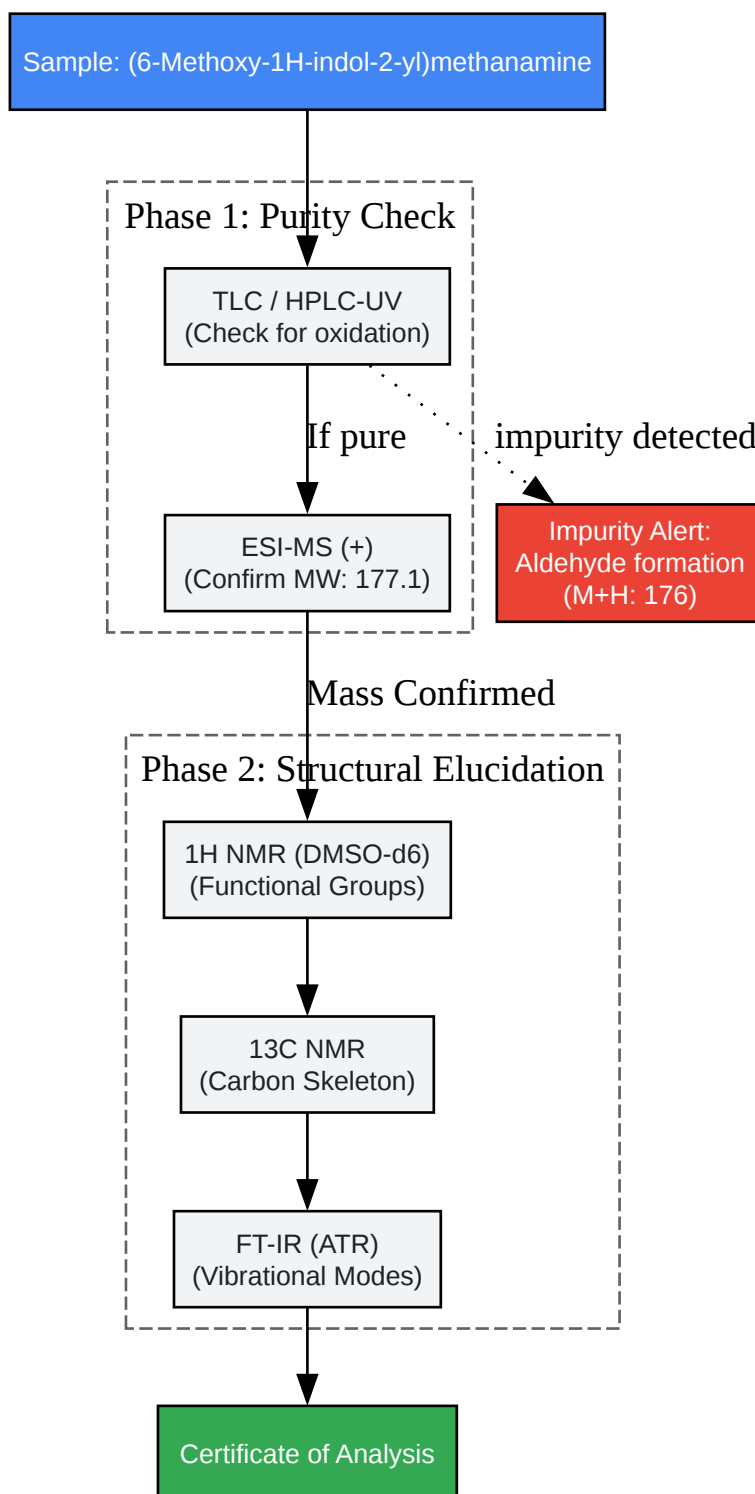 Sample: (6-Methoxy-1H-indol-2-yl)methanamine
Phase 1: Purity Check
TLC / HPLC-UV
(Check for oxidation)
If pure
impurity detected
ESI-MS (+)
(Confirm MW: 177.1)
Impurity Alert:
Aldehyde formation
(M+H: 176)
Mass Confirmed
Phase 2: Structural Elucidation
1H NMR (DMSO-d6)
(Functional Groups)
13C NMR
(Carbon Skeleton)
FT-IR (ATR)
(Vibrational Modes)
Certificate of Analysis